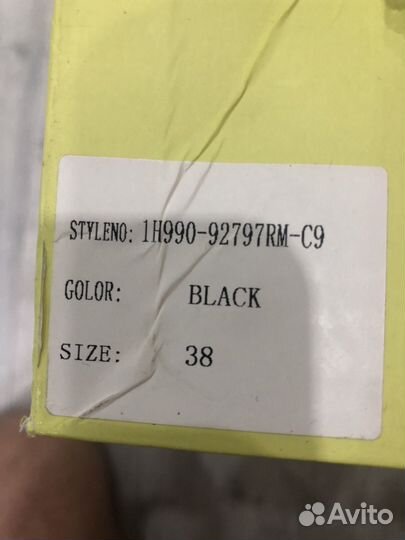 STYLENO: 1H990-92797RM-C9
GOLOR: BLACK
SIZE: 38
Avito